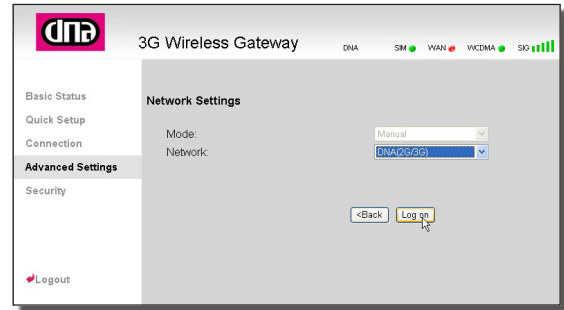 dna
3G Wireless Gateway
DNA SIM WAN WCDMA SIG
Basic Status
Quick Setup
Connection
Advanced Settings
Security
Logout
Network Settings
Mode: Manual
Network: DNA(2G/3G)
<Back Log on